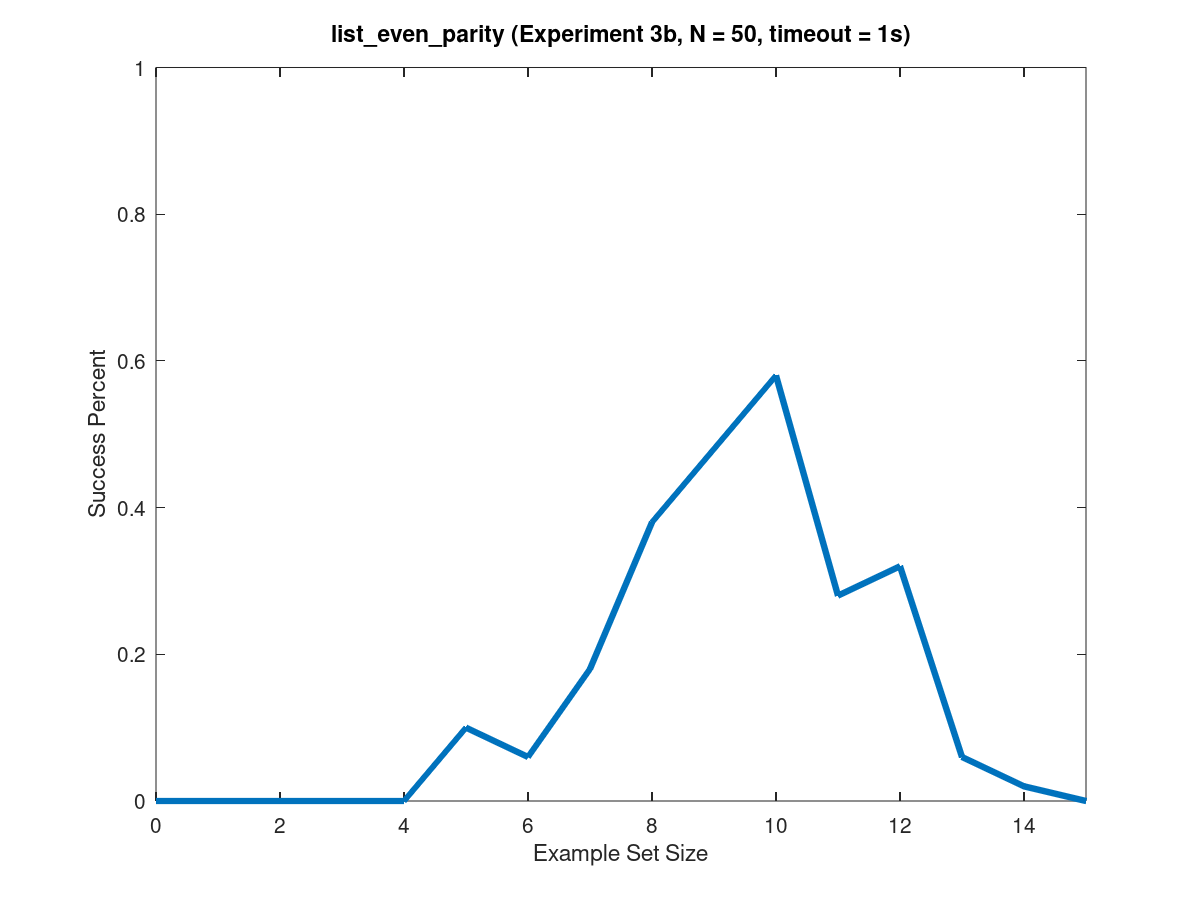 list_even_parity (Experiment 3b, N = 50, timeout = 1s)
1
0.8
0.6
0.4
0.2
0
Success Percent
0 2 4 6 8 10 12 14
Example Set Size